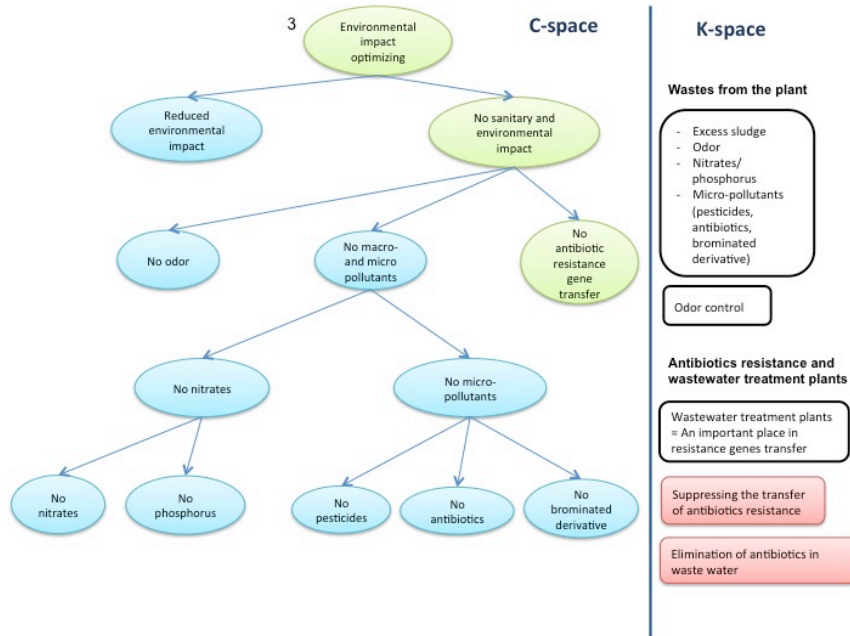 3
Environmental
impact
optimizing
C-space
K-space
Reduced
environmental
impact
No sanitary and
environmental
impact
No odor
No macro-
and micro
pollutants
No
antibiotic
resistance
gene
transfer
No nitrates
No micro-
pollutants
No
nitrates
No
phosphorus
No
pesticides
No
antibiotics
No
brominated
derivative
Wastes from the plant
- Excess sludge
- Odor
- Nitrates/
phosphorus
- Micro-pollutants
(pesticides,
antibiotics,
brominated
derivative)
Odor control
Antibiotics resistance and
wastewater treatment plants
Wastewater treatment plants
= An important place in
resistance genes transfer
Suppressing the transfer
of antibiotics resistance
Elimination of antibiotics in
waste water